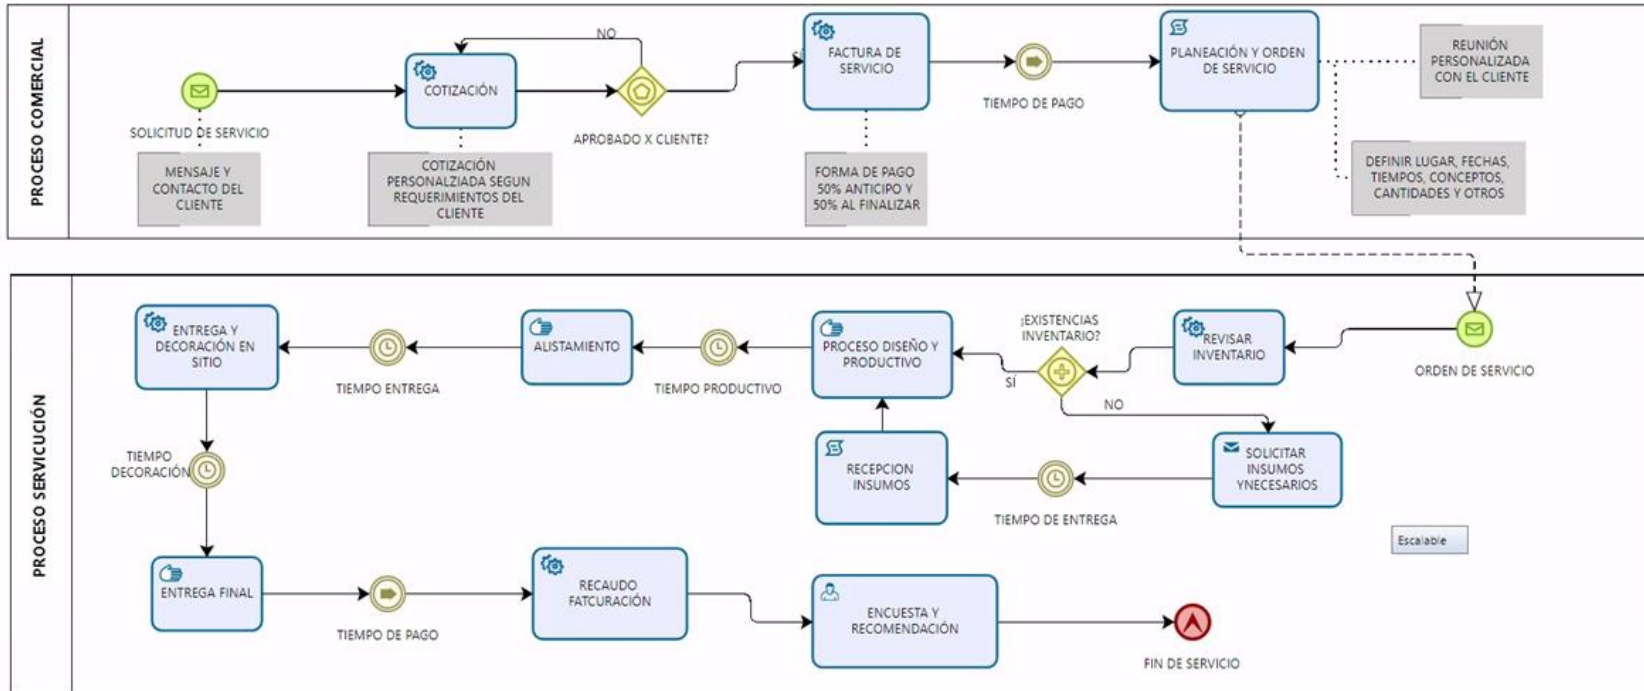 PROCESO COMERCIAL
SOLICITUD DE SERVICIO
MENSAJE Y
CONTACTO DEL
CLIENTE
COTIZACIÓN
COTIZACIÓN
PERSONALZIADA SEGUN
REQUERIMIENTOS DEL
CLIENTE
NO
APROBADO X CLIENTE?
FACTURA DE
SERVICIO
FORMA DE PAGO
50% ANTICIPO Y
50% AL FINALIZAR
TIEMPO DE PAGO
PLANEACIÓN Y ORDEN
DE SERVICIO
REUNIÓN
PERSONALIZADA
CON EL CLIENTE
DEFINIR LUGAR, FECHAS,
TIEMPOS, CONCEPTOS,
CANTIDADES Y OTROS
PROCESO SERVICUCIÓN
ORDEN DE SERVICIO
REVISAR
INVENTARIO
¡EXISTENCIAS
INVENTARIO?
SÍ
NO
SOLICITAR
INSUMOS
YNECESARIOS
TIEMPO DE ENTREGA
RECEPCION
INSUMOS
PROCESO DISEÑO Y
PRODUCTIVO
TIEMPO PRODUCTIVO
ALISTAMIENTO
TIEMPO ENTREGA
ENTREGA Y
DECORACIÓN EN
SITIO
TIEMPO
DECORACIÓN
ENTREGA FINAL
TIEMPO DE PAGO
RECAUDO
FATCURACIÓN
ENCUESTA Y
RECOMENDACIÓN
FIN DE SERVICIO
Escalable